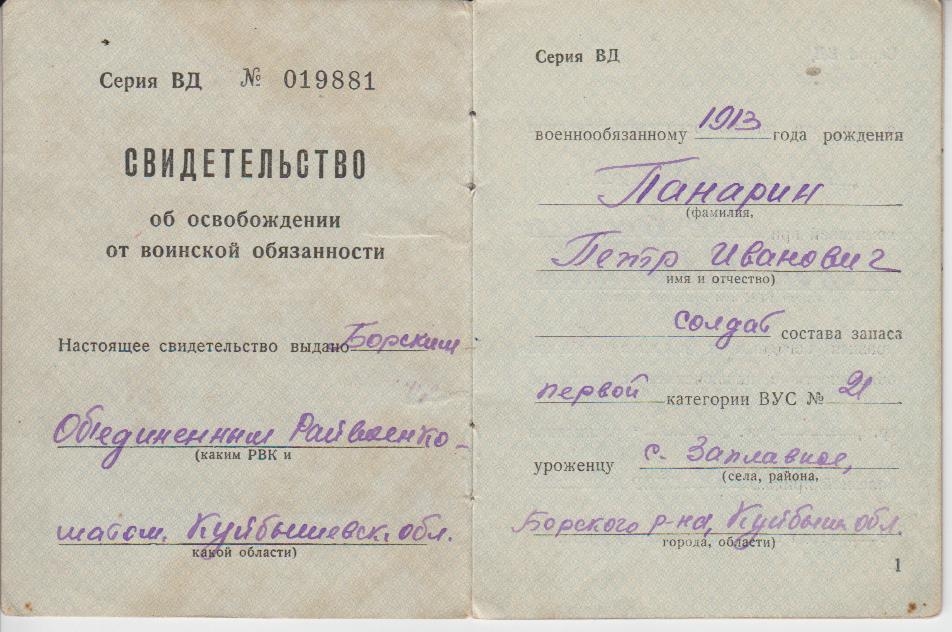 Серия ВД № 019881
СВИДЕТЕЛЬСТВО
об освобождении
от воинской обязанности
Настоящее свидетельство выдано Борским
Объединенным Райвоенко-
(каким РВК и
матом. Куйбышевск. обл.
какой области)
Серия ВД
военнообязанному 1913 года рождения
Панарин
(фамилия,
Петр Иванович
имя и отчество)
солдат состава запаса
первой категории ВУС № 21
уроженцу с. Заплавное,
(села, района,
Борского р-на, Куйбыш. обл.
города, области)
1